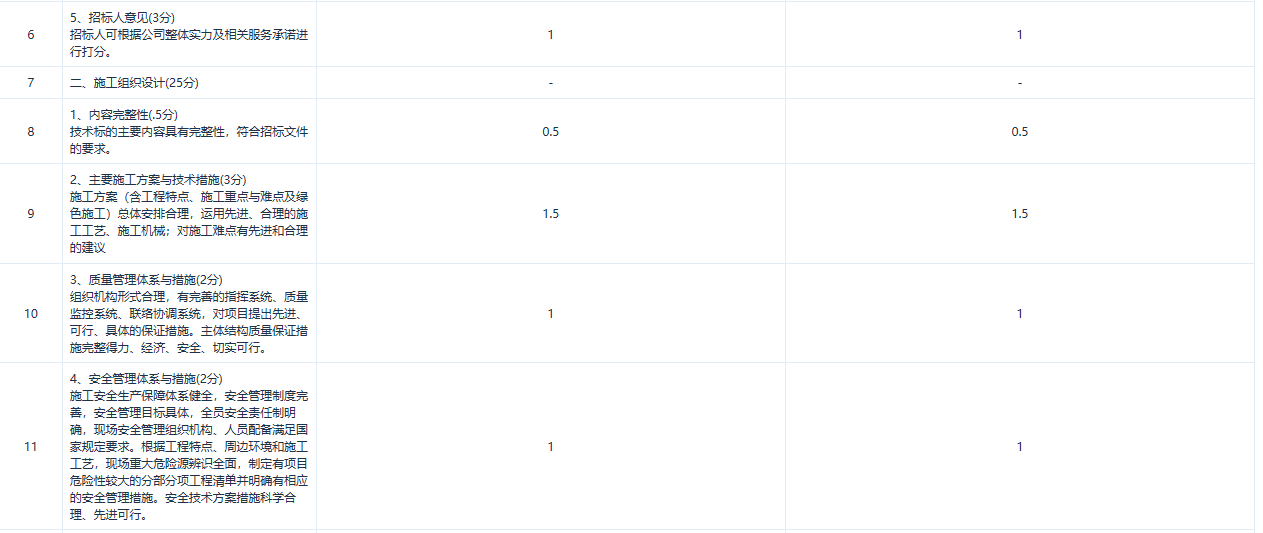 5、招标人意见(3分)
6
招标人可根据公司整体实力及相关服务承诺进
1
1
行打分。
7
二、施工组织设计(25分)
-
-
1、内容完整性(.5分)
8
技术标的主要内容具有完整性，符合招标文件
0.5
0.5
的要求。
2、主要施工方案与技术措施(3分)
施工方案（含工程特点、施工重点与难点及绿
9
色施工）总体安排合理，运用先进、合理的施
1.5
1.5
工工艺、施工机械；对施工难点有先进和合理
的建议
3、质量管理体系与措施(2分)
组织机构形式合理，有完善的指挥系统、质量
10
监控系统、联络协调系统，对项目提出先进、
1
1
可行、具体的保证措施。主体结构质量保证措
施完整得力、经济、安全、切实可行。
4、安全管理体系与措施(2分)
施工安全生产保障体系健全，安全管理制度完
善，安全管理目标具体，全员安全责任制明
确，现场安全管理组织机构、人员配备满足国
11
家规定要求。根据工程特点、周边环境和施工
1
1
工艺，现场重大危险源辨识全面，制定有项目
危险性较大的分部分项工程清单并明确有相应
的安全管理措施。安全技术方案措施科学合
理、先进可行。